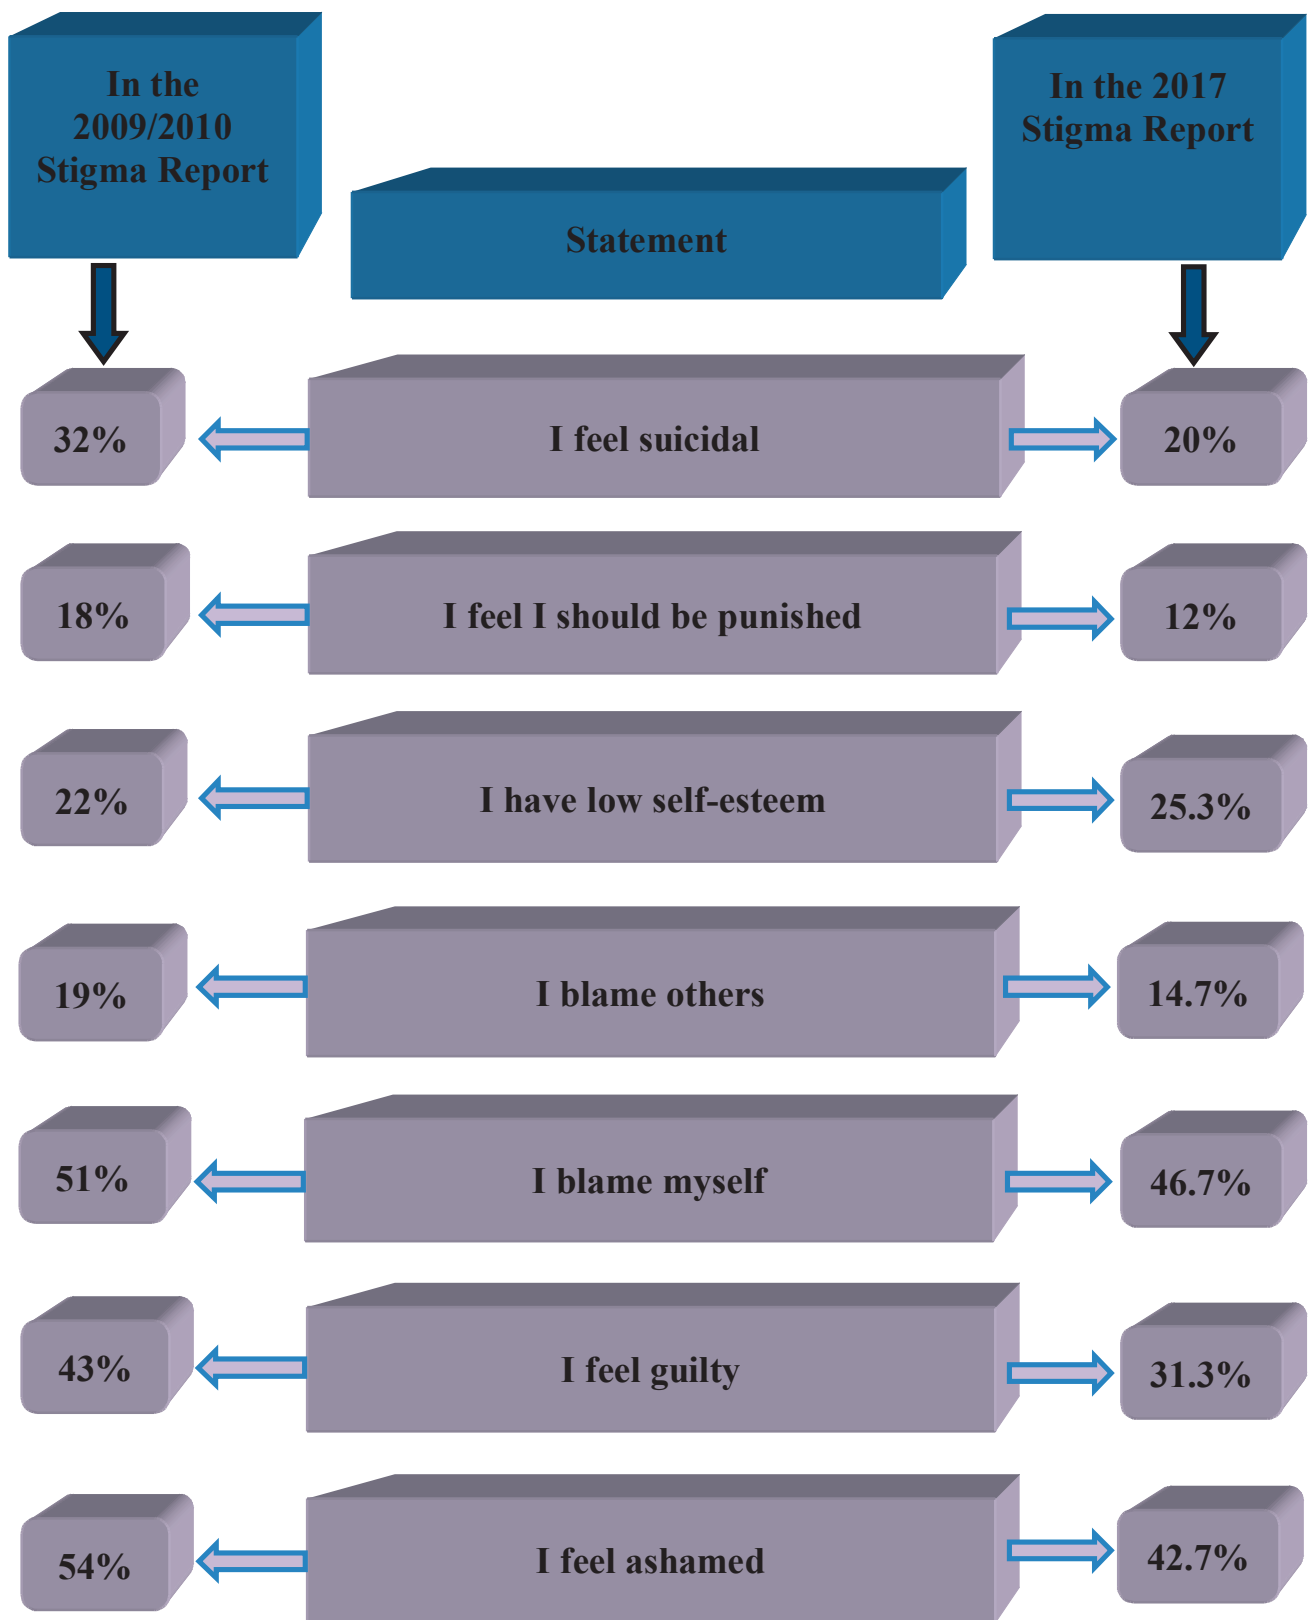 In the
2009/2010
Stigma Report
In the 2017
Stigma Report
Statement
32%
I feel suicidal
20%
18%
I feel I should be punished
12%
22%
I have low self-esteem
25.3%
19%
I blame others
14.7%
51%
I blame myself
46.7%
43%
I feel guilty
31.3%
54%
I feel ashamed
42.7%